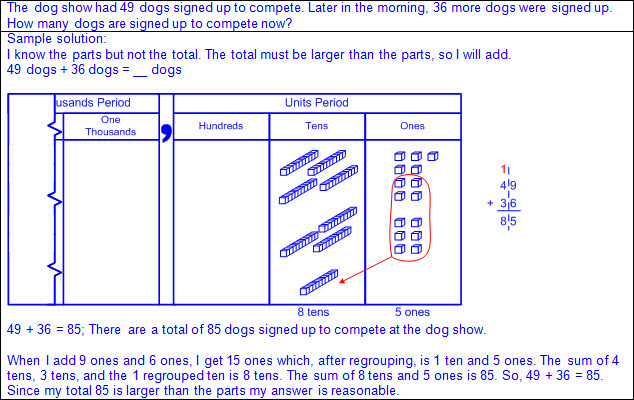 The dog show had 49 dogs signed up to compete. Later in the morning, 36 more dogs were signed up.
How many dogs are signed up to compete now?
Sample solution:
I know the parts but not the total. The total must be larger than the parts, so I will add.
49 dogs + 36 dogs = __ dogs
usands Period
Units Period
One
Thousands
,
Hundreds
Tens
Ones
1
49
+ 36
85
8 tens
5 ones
49 + 36 = 85; There are a total of 85 dogs signed up to compete at the dog show.
When I add 9 ones and 6 ones, I get 15 ones which, after regrouping, is 1 ten and 5 ones. The sum of 4
tens, 3 tens, and the 1 regrouped ten is 8 tens. The sum of 8 tens and 5 ones is 85. So, 49 + 36 = 85.
Since my total 85 is larger than the parts my answer is reasonable.